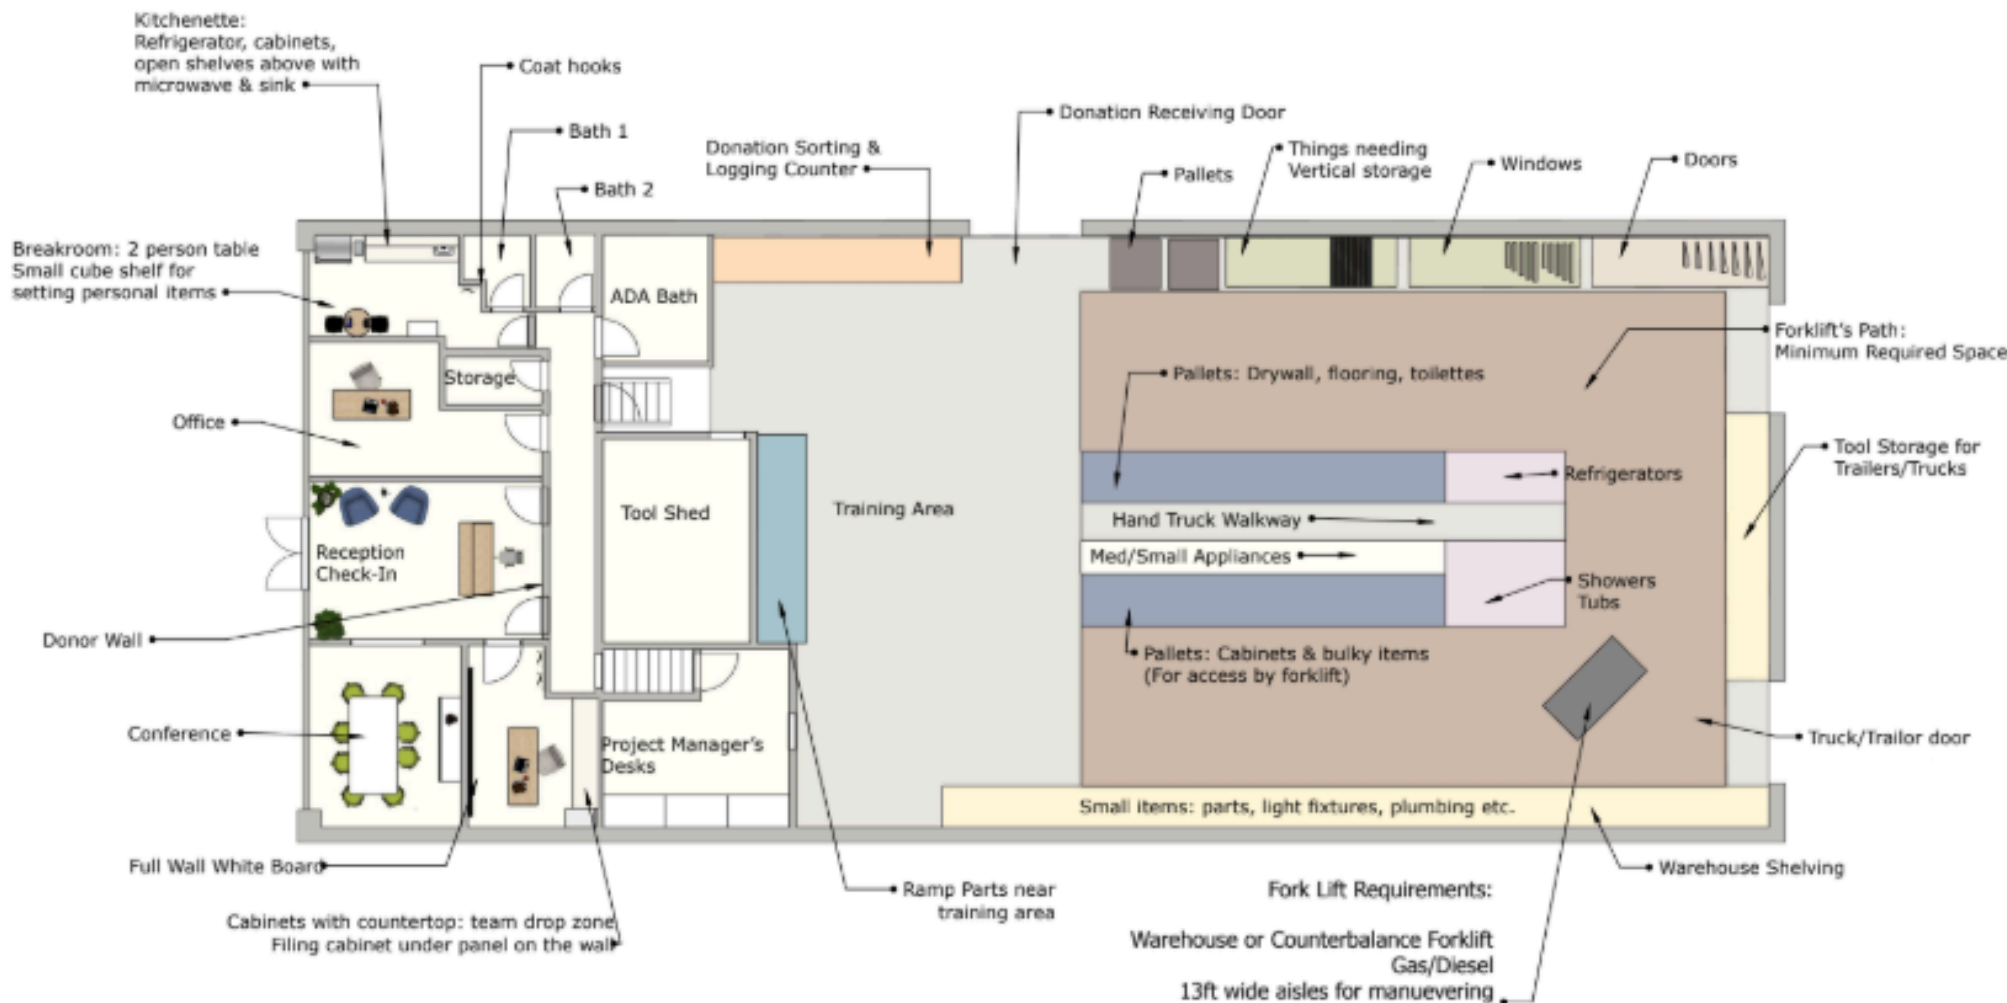 Kitchenette:
Refrigerator, cabinets,
open shelves above with
microwave & sink
Coat hooks
Bath 1
Bath 2
Donation Sorting &
Logging Counter
Donation Receiving Door
Pallets
Things needing
Vertical storage
Windows
Doors
Breakroom: 2 person table
Small cube shelf for
setting personal items
ADA Bath
Forklift's Path:
Minimum Required Space
Storage
Pallets: Drywall, flooring, toilettes
Office
Tool Storage for
Trailers/Trucks
Refrigerators
Tool Shed
Training Area
Hand Truck Walkway
Reception
Check-In
Med/Small Appliances
Showers
Tubs
Donor Wall
Pallets: Cabinets & bulky items
(For access by forklift)
Conference
Project Manager's
Desks
Truck/Trailor door
Small items: parts, light fixtures, plumbing etc.
Full Wall White Board
Warehouse Shelving
Ramp Parts near
training area
Cabinets with countertop: team drop zone
Filing cabinet under panel on the wall
Fork Lift Requirements:
Warehouse or Counterbalance Forklift
Gas/Diesel
13ft wide aisles for manuevering